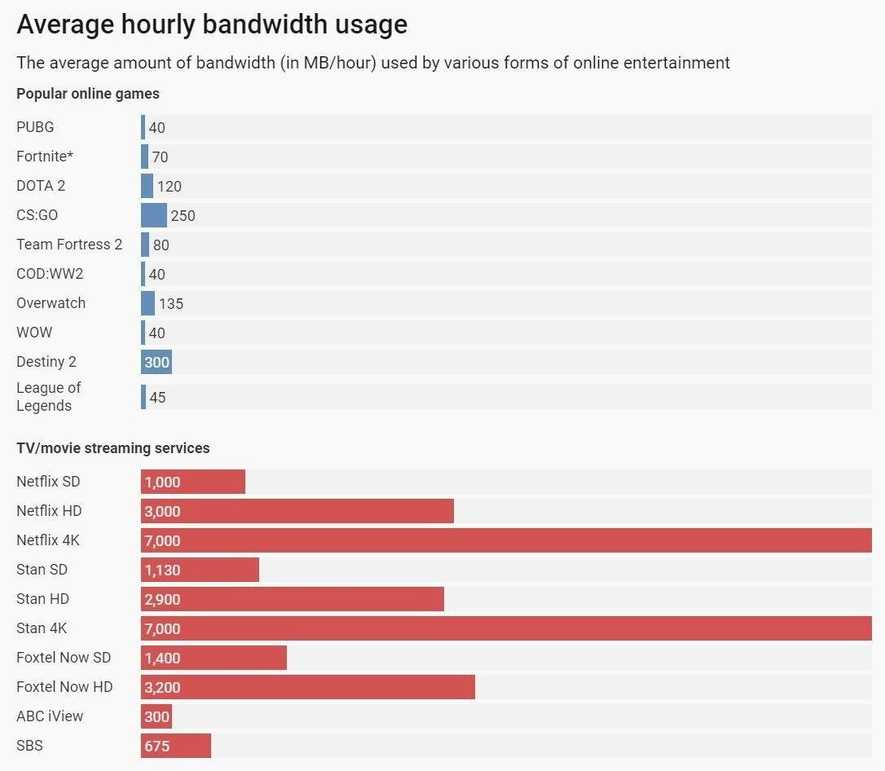 Average hourly bandwidth usage
The average amount of bandwidth (in MB/hour) used by various forms of online entertainment
Popular online games
PUBG 40
Fortnite* 70
DOTA 2 120
CS:GO 250
Team Fortress 2 80
COD:WW2 40
Overwatch 135
WOW 40
Destiny 2 300
League of
Legends 45
TV/movie streaming services
Netflix SD 1,000
Netflix HD 3,000
Netflix 4K 7,000
Stan SD 1,130
Stan HD 2,900
Stan 4K 7,000
Foxtel Now SD 1,400
Foxtel Now HD 3,200
ABC iView 300
SBS 675